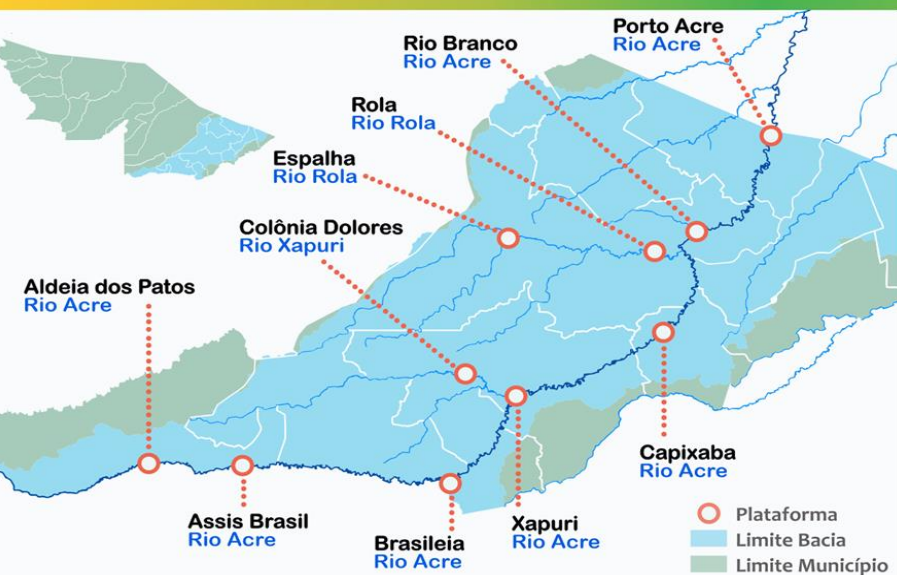 Porto Acre
Rio Acre
Rio Branco
Rio Acre
Rola
Rio Rola
Espalha
Rio Rola
Colônia Dolores
Rio Xapuri
Aldeia dos Patos
Rio Acre
Capixaba
Rio Acre
Assis Brasil
Rio Acre
Brasileia
Rio Acre
Xapuri
Rio Acre
Plataforma
Limite Bacia
Limite Município